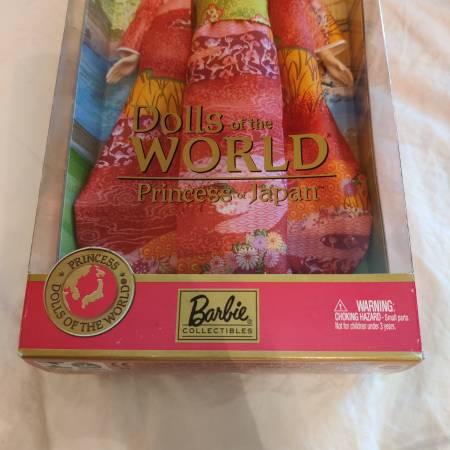 Dolls of the
WORLD
Princess of Japan
PRINCESS
DOLLS OF THE WORLD
Barbie
COLLECTIBLES
WARNING:
CHOKING HAZARD - Small parts.
Not for children under 3 years.